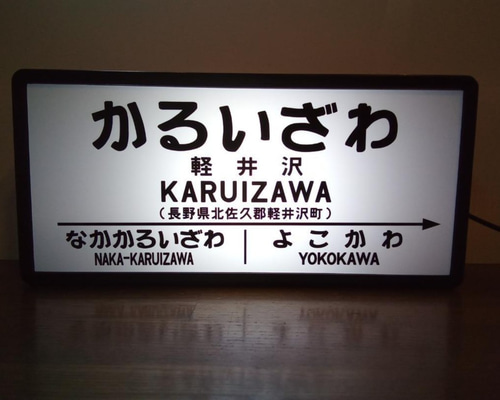 かるいざわ
軽井沢
KARUIZAWA
(長野県北佐久郡軽井沢町)
なかかるいざわ よこかわ
NAKA-KARUIZAWA YOKOKAWA